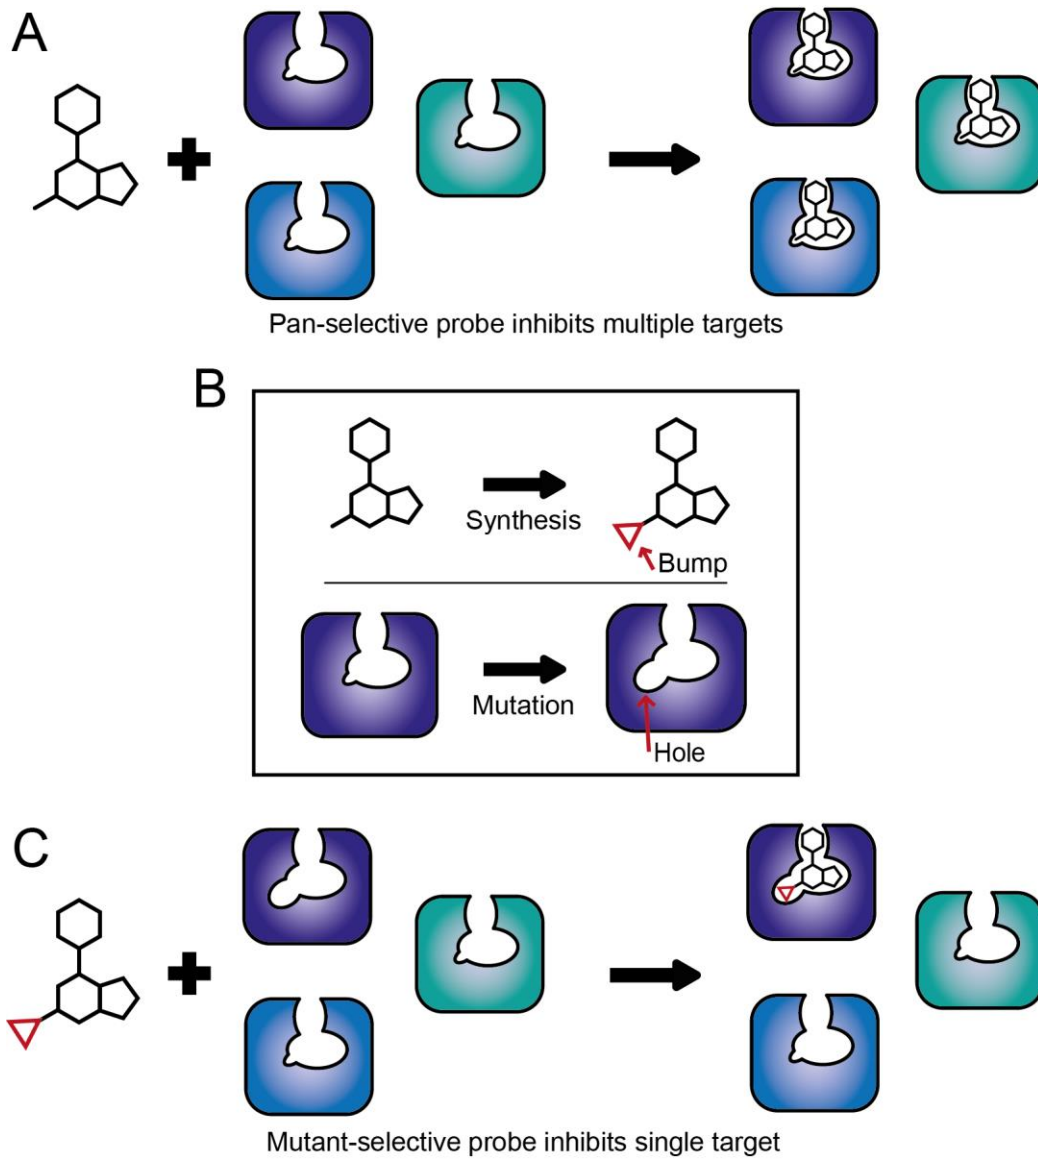 A
Pan-selective probe inhibits multiple targets
B
Synthesis
Bump
Mutation
Hole
C
Mutant-selective probe inhibits single target